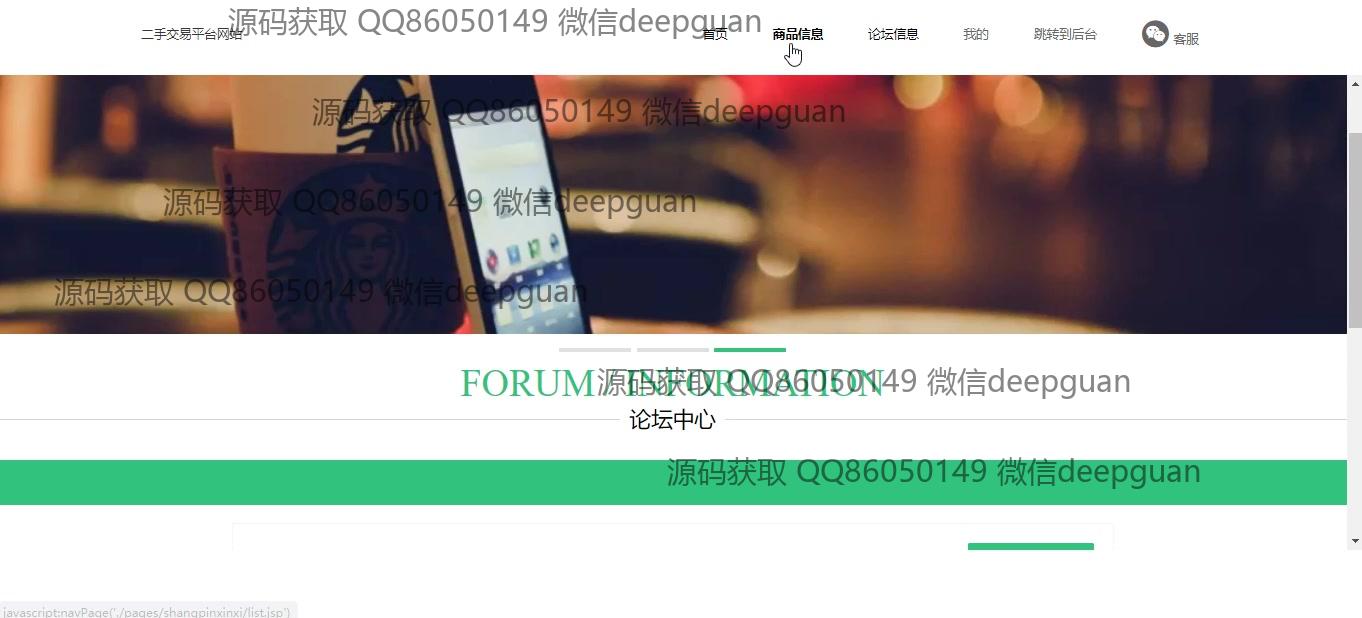 源码获取 QQ86050149 微信deepguan
二手交易平台网站 首页 商品信息 论坛信息 我的 跳转到后台 客服
源码获取 QQ86050149 微信deepguan
源码获取 QQ86050149 微信deepguan
源码获取 QQ86050149 微信deepguan
FORUM / INFORMATION
源码获取 QQ86050149 微信deepguan
论坛中心
源码获取 QQ86050149 微信deepguan
javascript:navPage('./pages/shangpinxinxi/list.jsp')